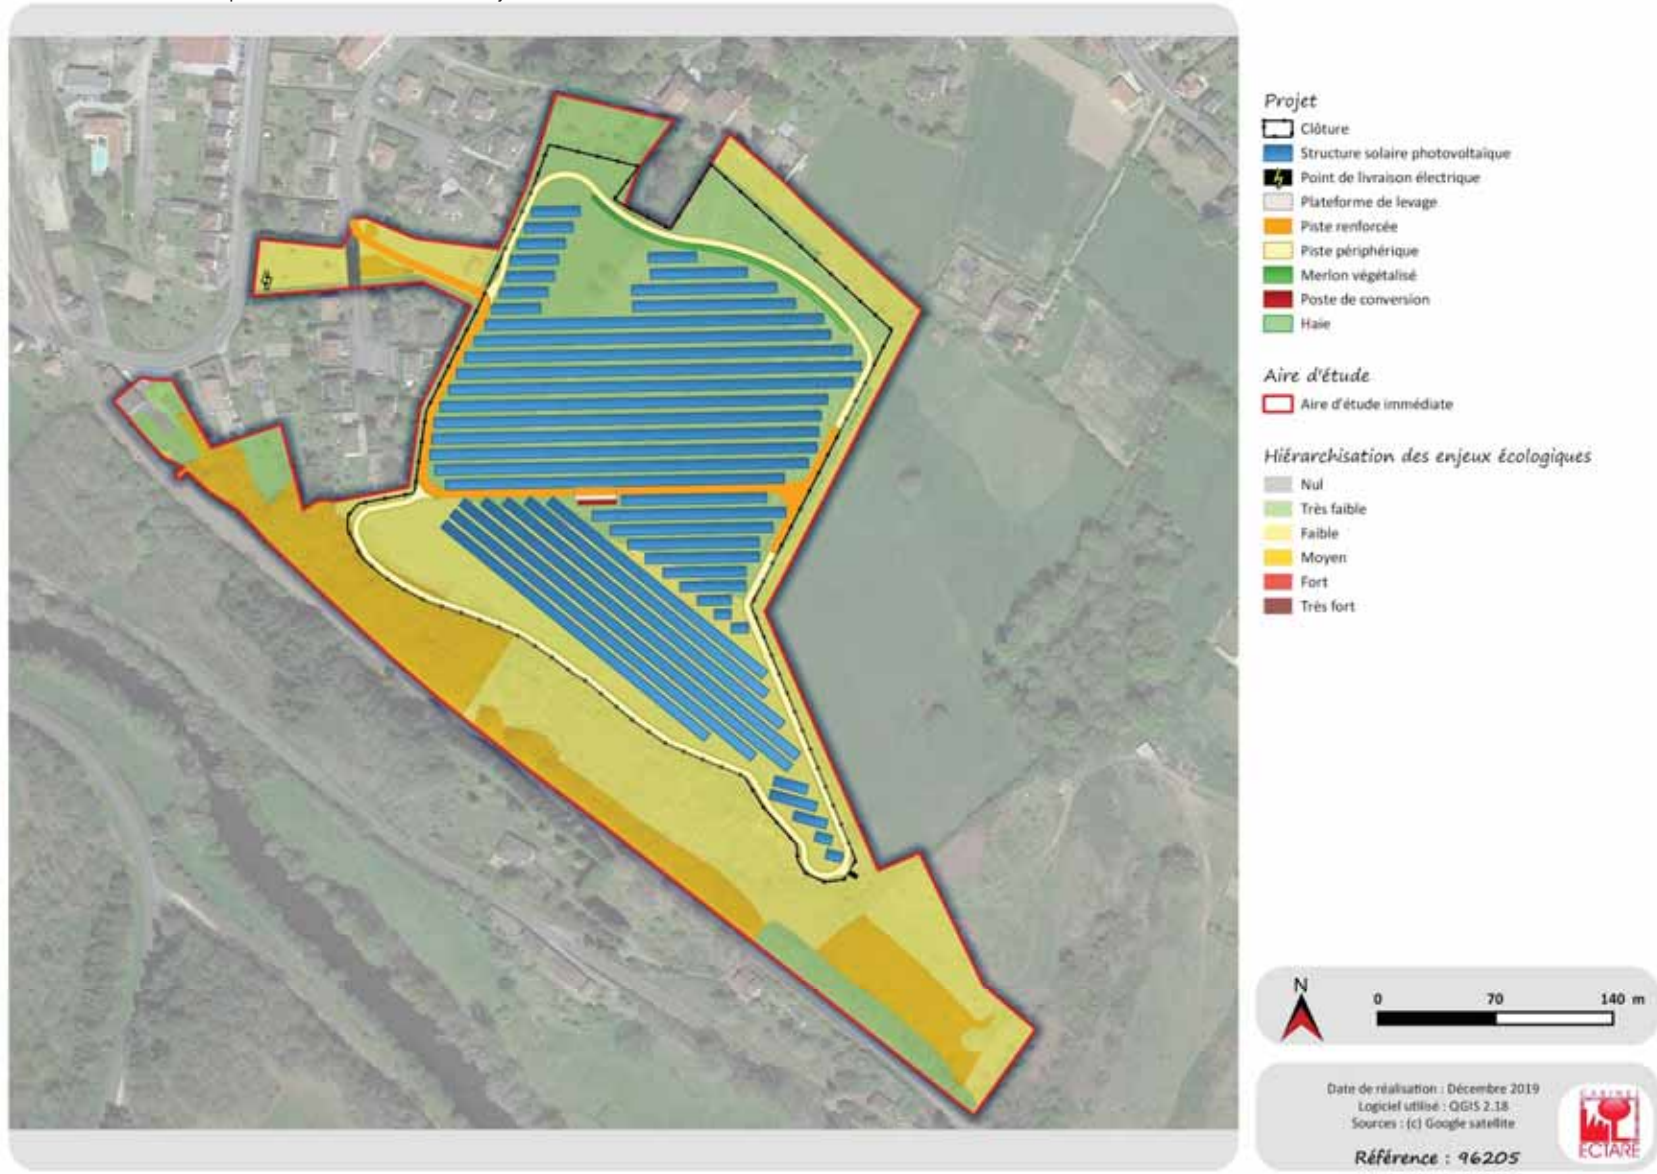 Projet
Clôture
Structure solaire photovoltaïque
Point de livraison électrique
Plateforme de levage
Piste renforcée
Piste périphérique
Merlon végétalisé
Poste de conversion
Haie
Aire d'étude
Aire d'étude immédiate
Hiérarchisation des enjeux écologiques
Nul
Très faible
Faible
Moyen
Fort
Très fort
N
0 70 140 m
Date de réalisation : Décembre 2019
Logiciel utilisé : QGIS 2.18
Sources : (c) Google satellite
Référence : 96205
CABINET
ECTARE